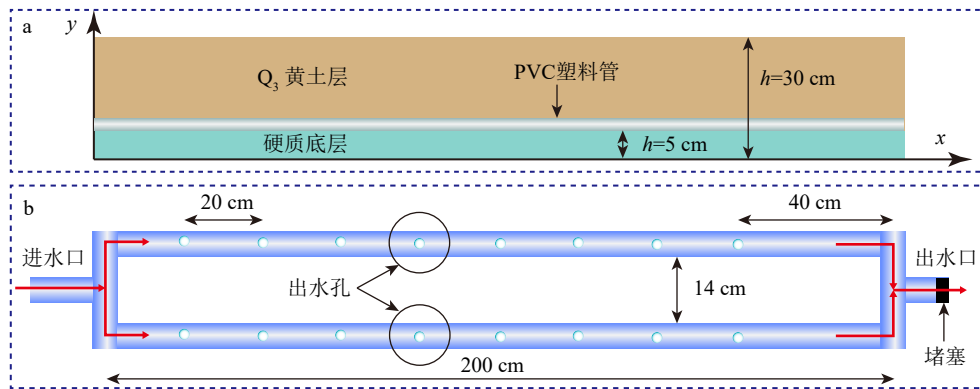 a
y
Q₃ 黄土层
PVC塑料管
h=30 cm
硬质底层
h=5 cm
x
b
20 cm
40 cm
进水口
出水口
出水孔
14 cm
堵塞
200 cm